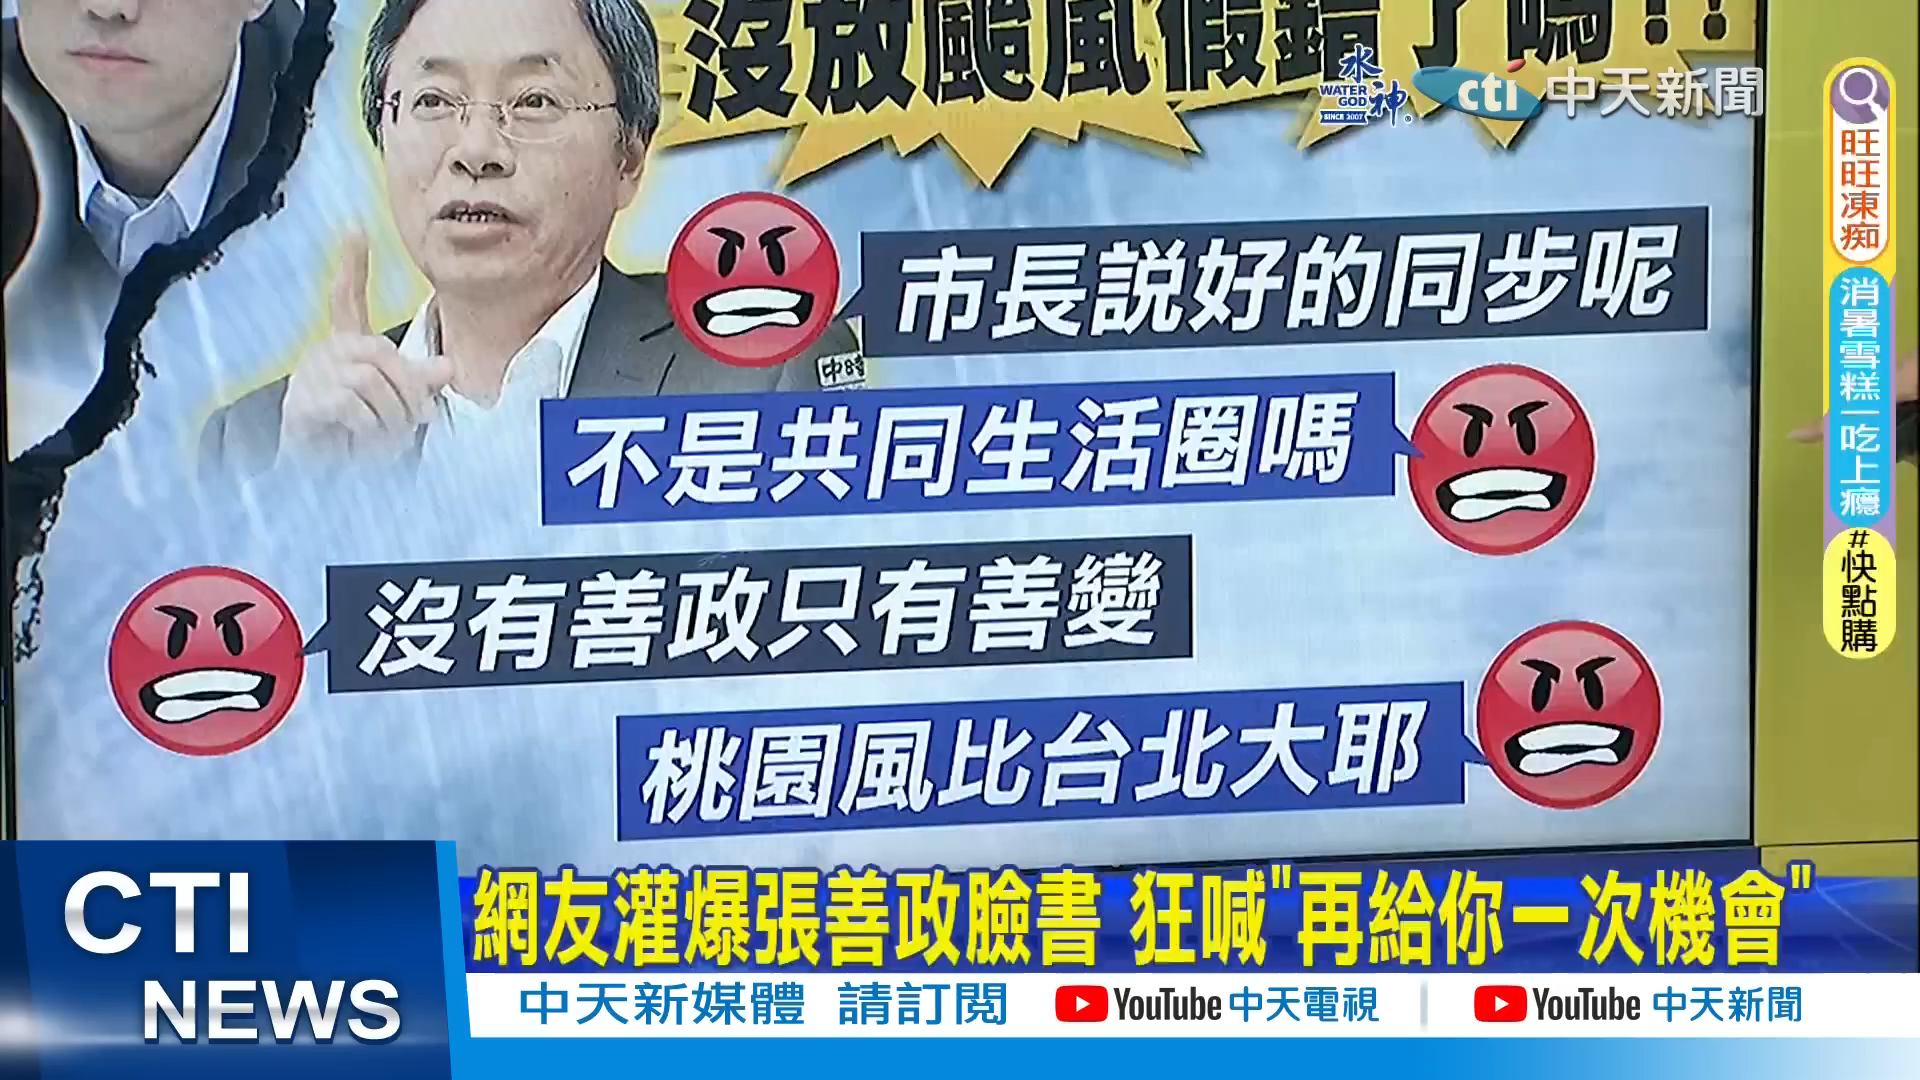 沒放颱風假錯了嗎?!
水神
WATER GOD
SINCE 2007
cti 中天新聞
旺旺凍痴
消暑雪糕一吃上癮
#快點購
市長説好的同步呢
中時
不是共同生活圈嗎
沒有善政只有善變
桃園風比台北大耶
CTI NEWS
網友灌爆張善政臉書 狂喊"再給你一次機會"
中天新媒體 請訂閱 YouTube 中天電視 | YouTube 中天新聞